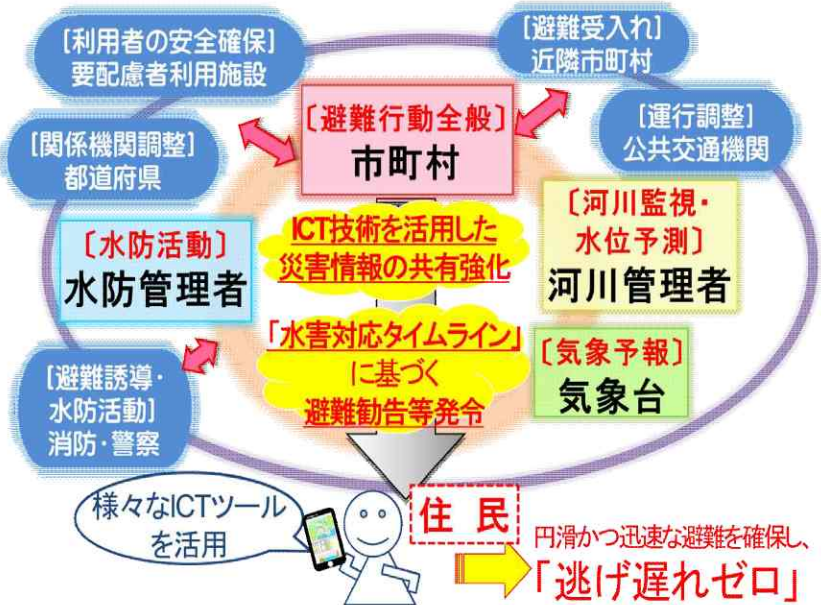 [利用者の安全確保]
要配慮者利用施設
[避難受入れ]
近隣市町村
[関係機関調整]
都道府県
〔避難行動全般〕
市町村
[運行調整]
公共交通機関
〔水防活動〕
水防管理者
ICT技術を活用した
災害情報の共有強化
〔河川監視・
水位予測〕
河川管理者
「水害対応タイムライン」
に基づく
避難勧告等発令
〔気象予報〕
気象台
[避難誘導・
水防活動]
消防・警察
様々なICTツール
を活用
住民
円滑かつ迅速な避難を確保し、
「逃げ遅れゼロ」